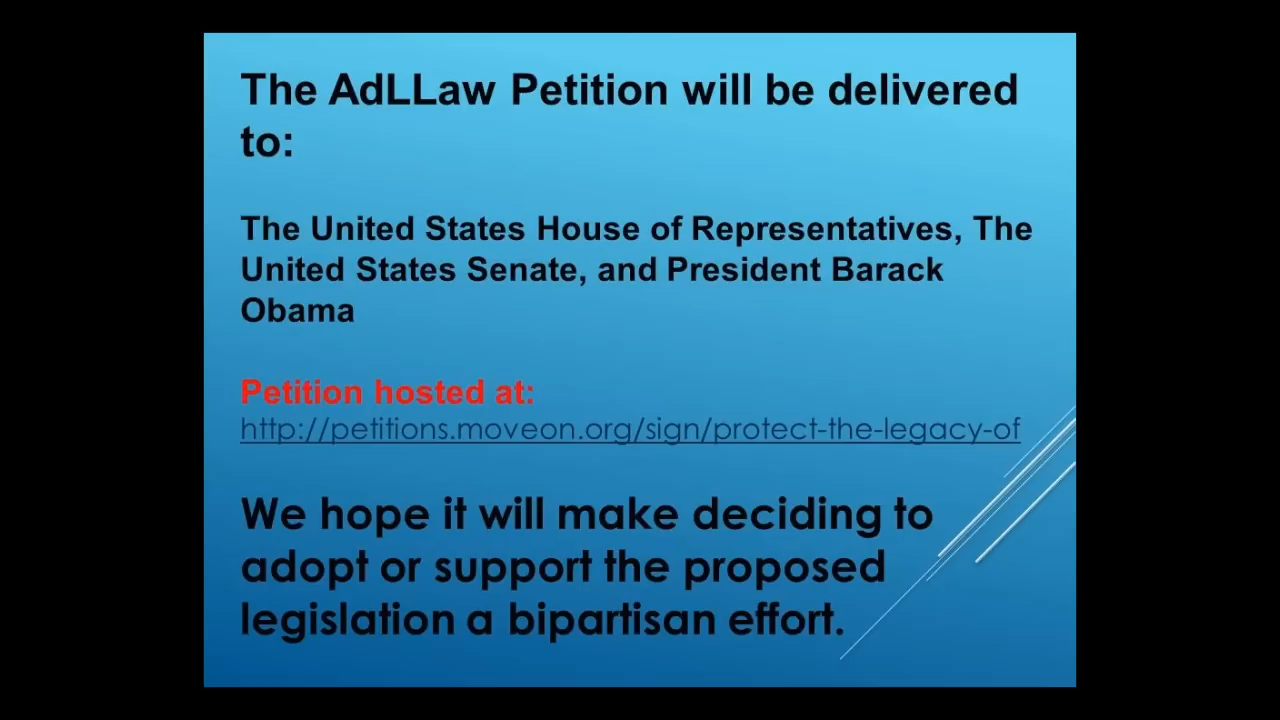 The AdLLaw Petition will be delivered
to:
The United States House of Representatives, The
United States Senate, and President Barack
Obama
Petition hosted at:
http://petitions.moveon.org/sign/protect-the-legacy-of
We hope it will make deciding to
adopt or support the proposed
legislation a bipartisan effort.